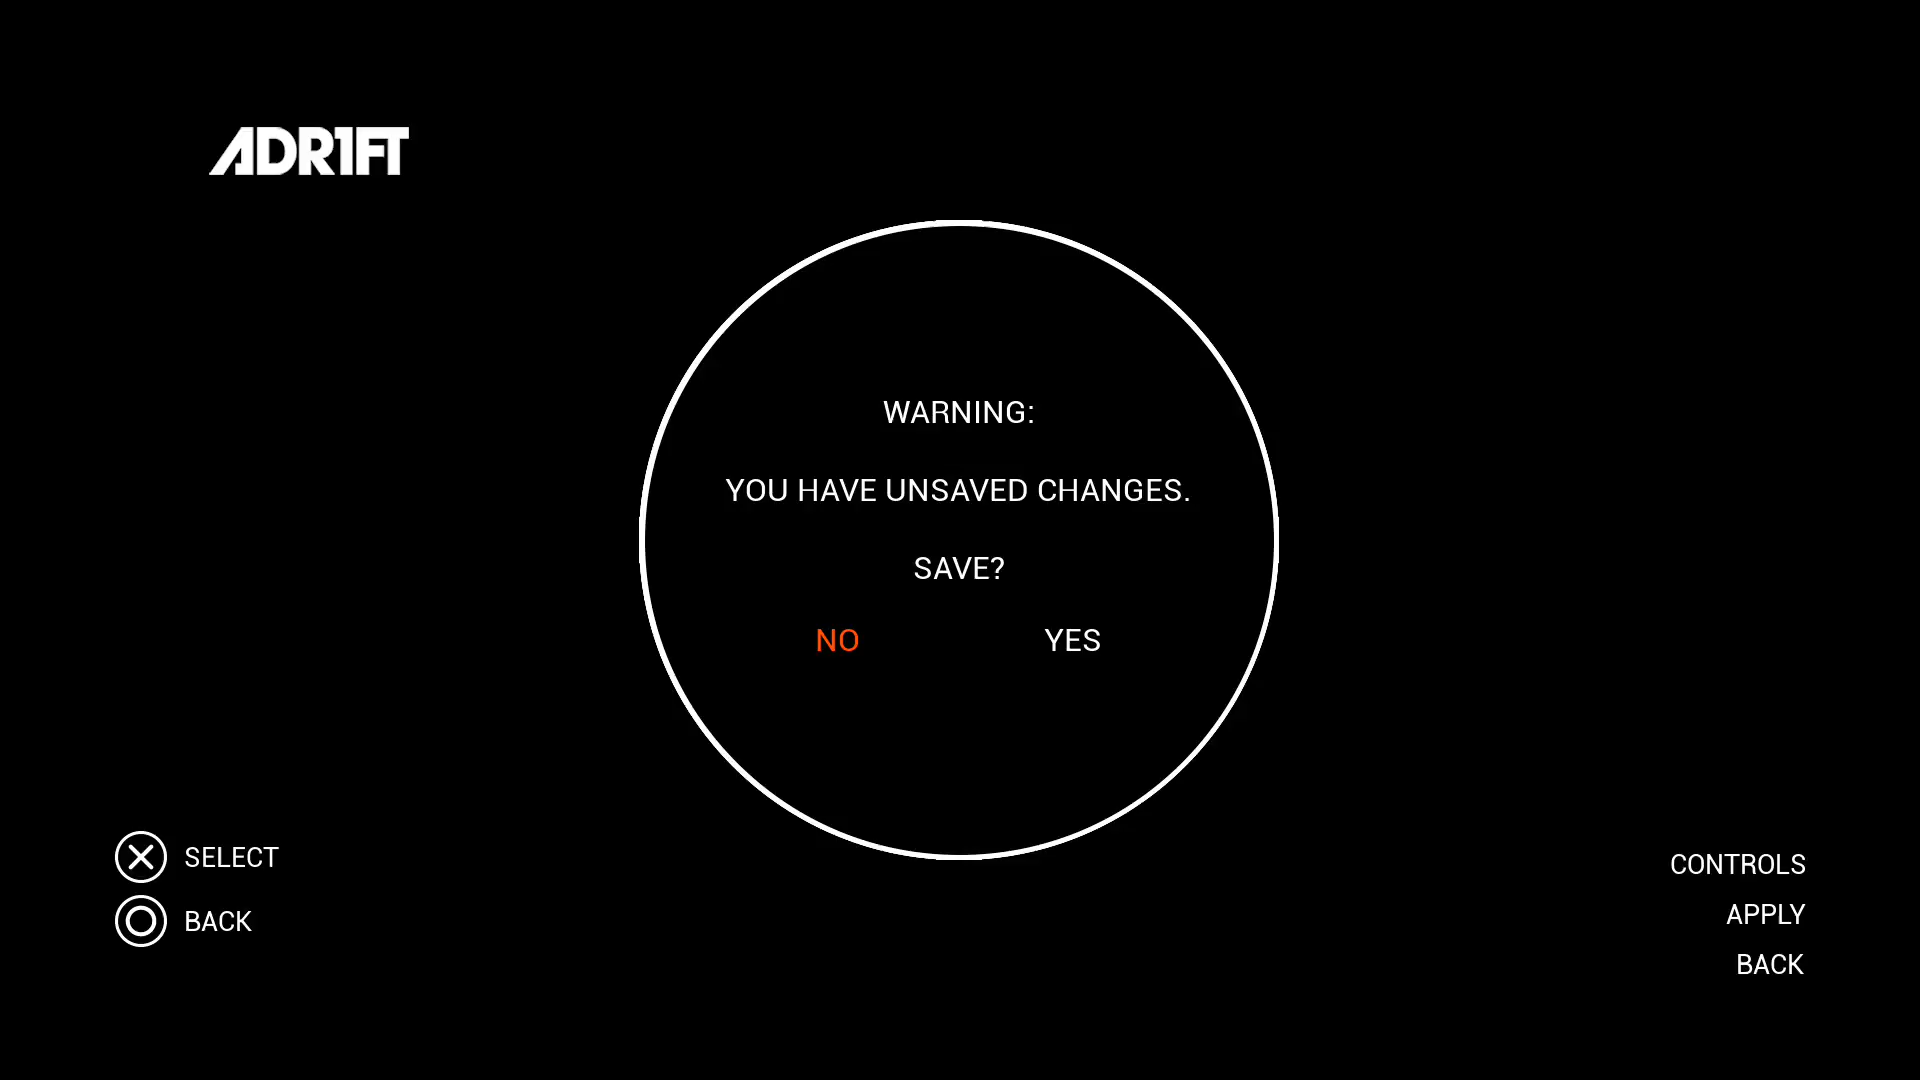 ADR1FT
WARNING:
YOU HAVE UNSAVED CHANGES.
SAVE?
NO YES
SELECT
BACK
CONTROLS
APPLY
BACK